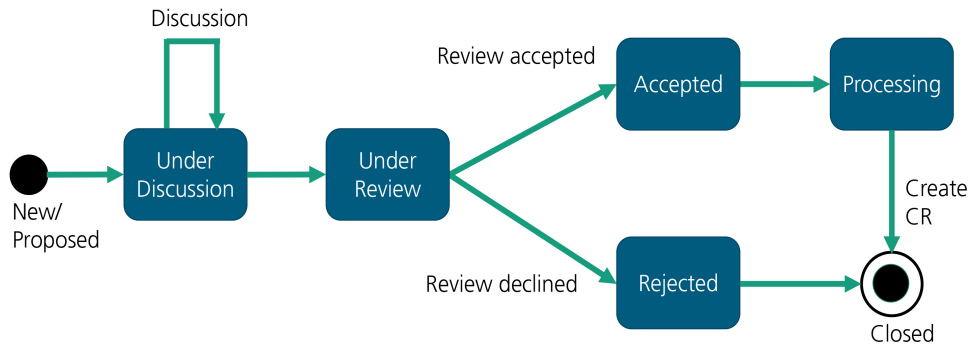 Discussion
Review accepted
Accepted
Processing
Under
Discussion
Under
Review
New/
Proposed
Create
CR
Review declined
Rejected
Closed